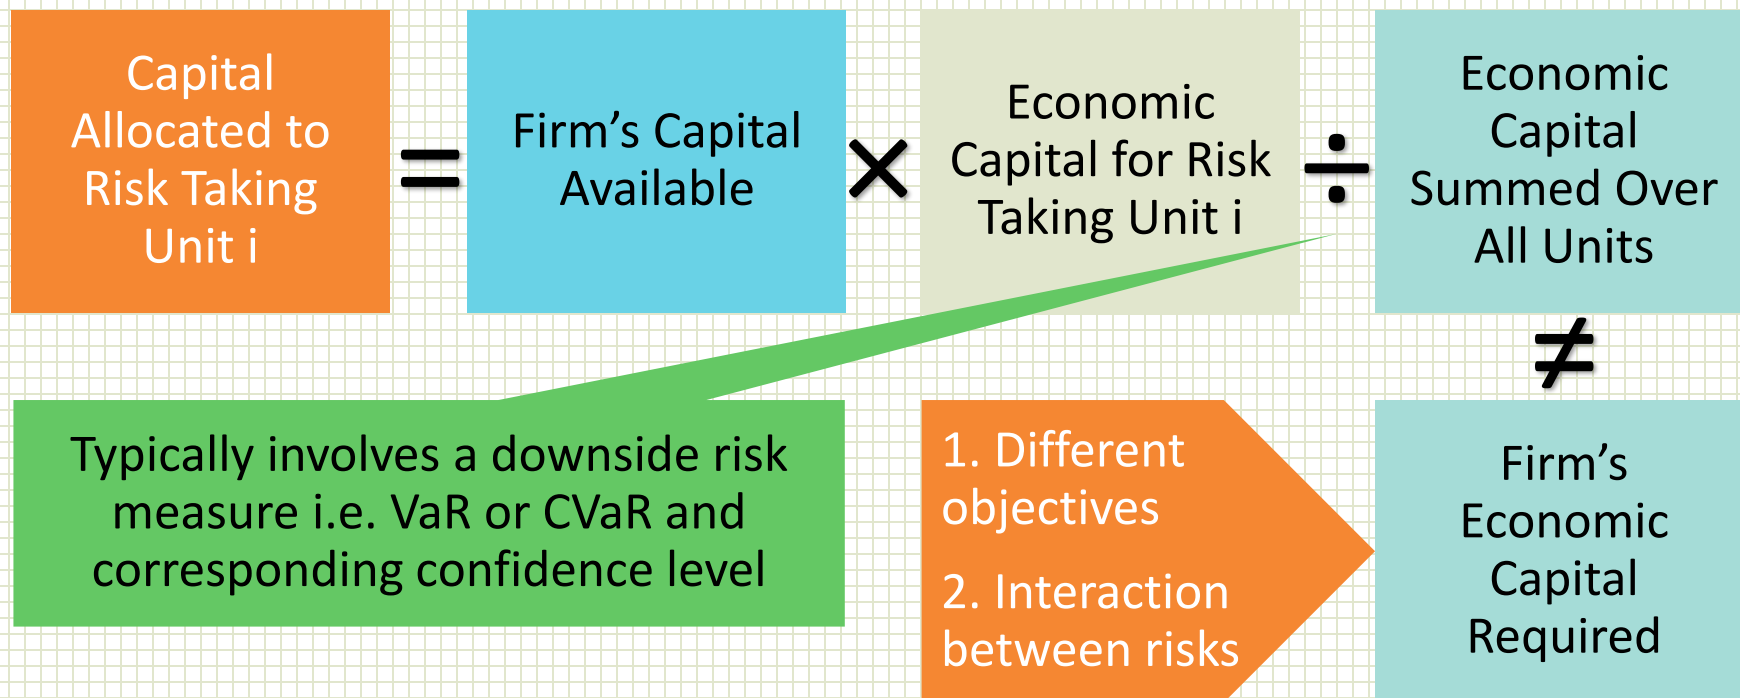 Capital
Allocated to
Risk Taking
Unit i
=
Firm’s Capital
Available
×
Economic
Capital for Risk
Taking Unit i
÷
Economic
Capital
Summed Over
All Units
≠
Typically involves a downside risk
measure i.e. VaR or CVaR and
corresponding confidence level
1. Different
objectives
2. Interaction
between risks
Firm’s
Economic
Capital
Required